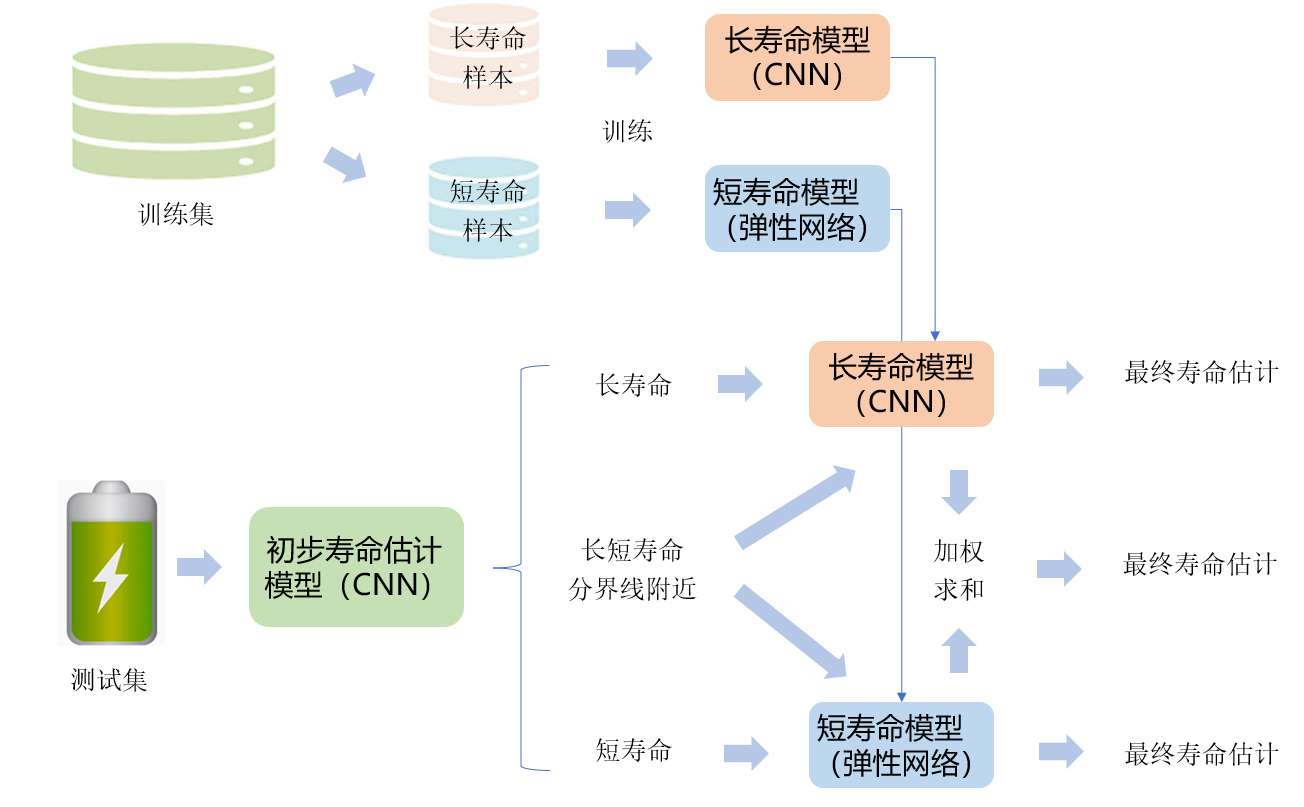 长寿命
样本
长寿命模型
（CNN）
训练
短寿命
样本
短寿命模型
（弹性网络）
训练集
长寿命
长寿命模型
（CNN）
最终寿命估计
初步寿命估计
模型（CNN）
长短寿命
分界线附近
加权
求和
最终寿命估计
测试集
短寿命
短寿命模型
（弹性网络）
最终寿命估计